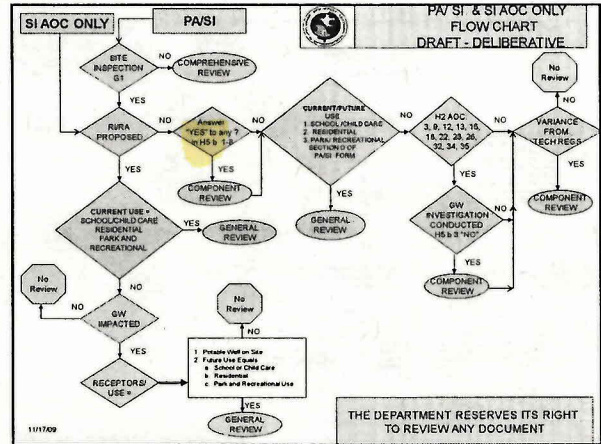 SI AOC ONLY
PA/SI
PA/ SI & SI AOC ONLY
FLOW CHART
DRAFT - DELIBERATIVE
SITE
INSPECTION
G1
NO
COMPREHENSIVE
REVIEW
YES
RI/RA
PROPOSED
NO
Answer
"YES" to any ?
in H5 b 1-8
NO
YES
COMPONENT
REVIEW
CURRENT/FUTURE
USE
1. SCHOOL /CHILD CARE
2. RESIDENTIAL
3. PARK/ RECREATIONAL
SECTION D OF
PA/SI FORM
NO
YES
GENERAL
REVIEW
H2 AOC
3, 9, 12, 13, 15,
32, 34, 35
NO
YES
GW
INVESTIGATION
CONDUCTED
H5 b 3 "NO"
NO
YES
COMPONENT
REVIEW
No
Review
NO
VARIANCE
FROM
TECH REGS
YES
COMPONENT
REVIEW
YES
CURRENT USE =
SCHOOL/CHILD CARE
RESIDENTIAL
PARK AND
RECREATIONAL
YES
GENERAL
REVIEW
NO
No
Review
NO
GW
IMPACTED
YES
RECEPTORS/
USE =
No
Review
NO
1 Potable Well on Site
2 Future Use Equals
a School or Child Care
b Residential
c Park and Recreational Use
YES
GENERAL
REVIEW
11/17/09
THE DEPARTMENT RESERVES ITS RIGHT
TO REVIEW ANY DOCUMENT